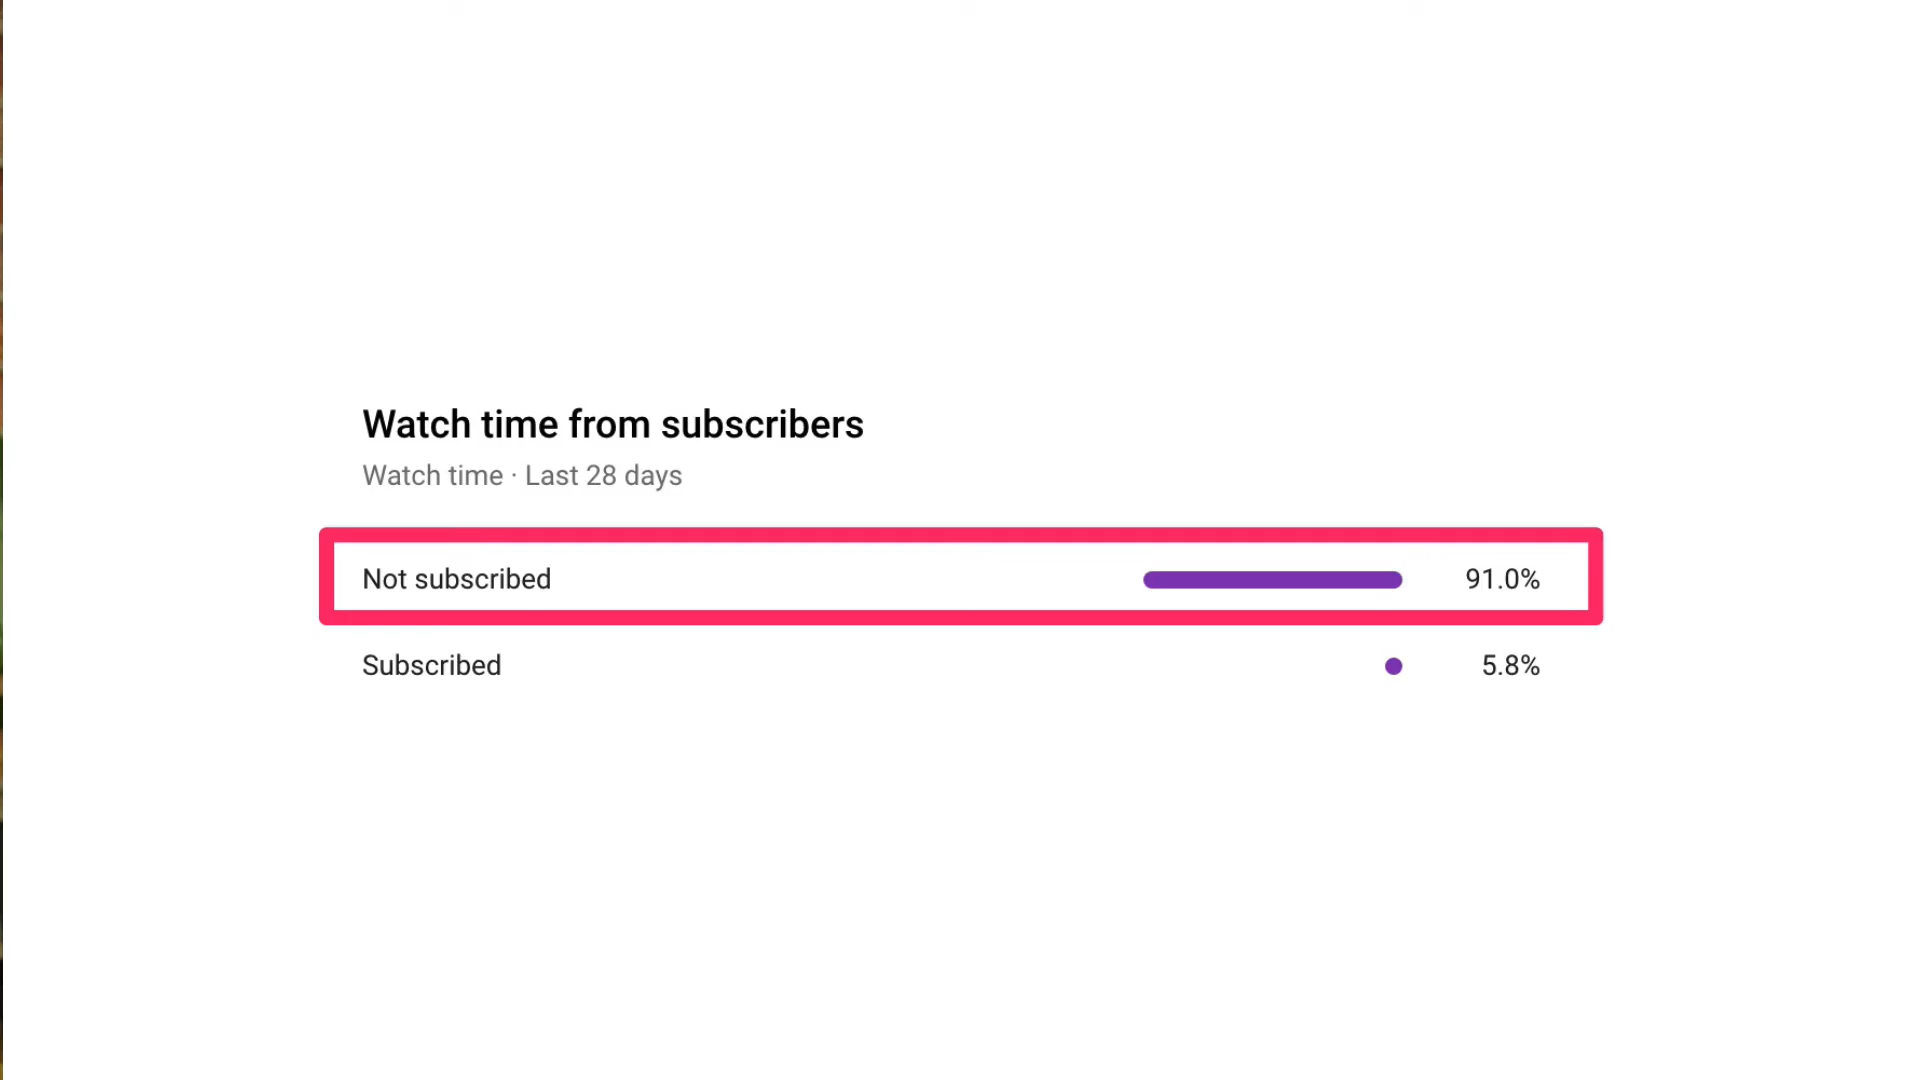 Watch time from subscribers
Watch time · Last 28 days
Not subscribed 91.0%
Subscribed 5.8%